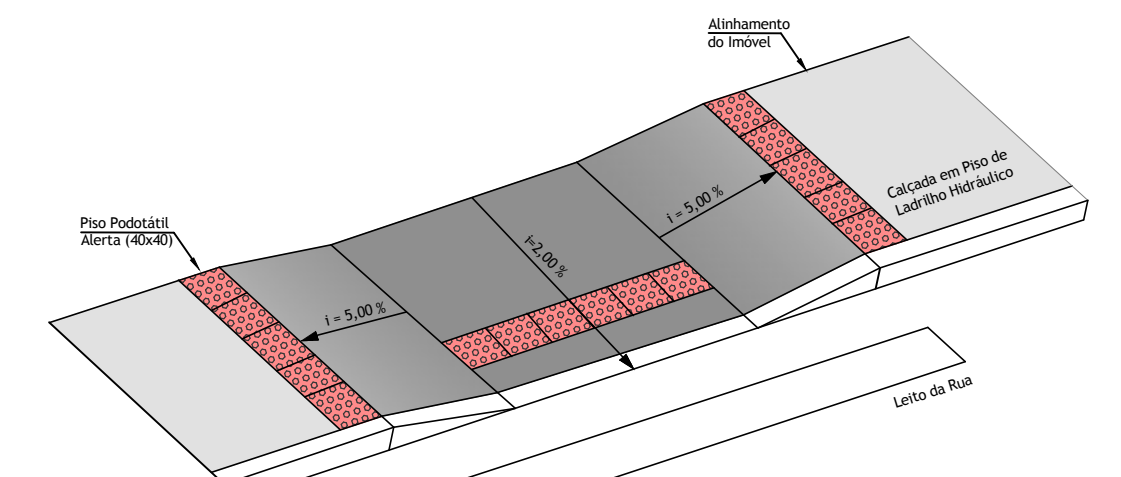 Alinhamento
do Imóvel
Calçada em Piso de
Ladrilho Hidráulico
i = 5,00 %
i=2,00 %
Piso Podotátil
Alerta (40x40)
i = 5,00 %
Leito da Rua